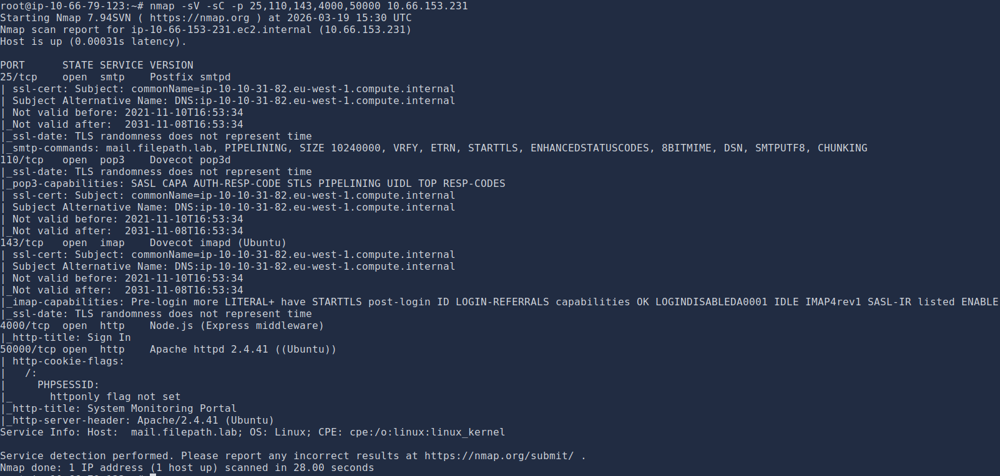 root@ip-10-66-79-123:~# nmap -sV -sC -p 25,110,143,4000,50000 10.66.153.231
Starting Nmap 7.94SVN ( https://nmap.org ) at 2026-03-19 15:30 UTC
Nmap scan report for ip-10-66-153-231.ec2.internal (10.66.153.231)
Host is up (0.00031s latency).

PORT      STATE SERVICE VERSION
25/tcp    open  smtp    Postfix smtpd
| ssl-cert: Subject: commonName=ip-10-10-31-82.eu-west-1.compute.internal
| Subject Alternative Name: DNS:ip-10-10-31-82.eu-west-1.compute.internal
| Not valid before: 2021-11-10T16:53:34
|_Not valid after:  2031-11-08T16:53:34
|_ssl-date: TLS randomness does not represent time
|_smtp-commands: mail.filepath.lab, PIPELINING, SIZE 10240000, VRFY, ETRN, STARTTLS, ENHANCEDSTATUSCODES, 8BITMIME, DSN, SMTPUTF8, CHUNKING
110/tcp   open  pop3    Dovecot pop3d
|_ssl-date: TLS randomness does not represent time
|_pop3-capabilities: SASL CAPA AUTH-RESP-CODE STLS PIPELINING UIDL TOP RESP-CODES
| ssl-cert: Subject: commonName=ip-10-10-31-82.eu-west-1.compute.internal
| Subject Alternative Name: DNS:ip-10-10-31-82.eu-west-1.compute.internal
| Not valid before: 2021-11-10T16:53:34
|_Not valid after:  2031-11-08T16:53:34
143/tcp   open  imap    Dovecot imapd (Ubuntu)
| ssl-cert: Subject: commonName=ip-10-10-31-82.eu-west-1.compute.internal
| Subject Alternative Name: DNS:ip-10-10-31-82.eu-west-1.compute.internal
| Not valid before: 2021-11-10T16:53:34
|_Not valid after:  2031-11-08T16:53:34
|_imap-capabilities: Pre-login more LITERAL+ have STARTTLS post-login ID LOGIN-REFERRALS capabilities OK LOGINDISABLEDA0001 IDLE IMAP4rev1 SASL-IR listed ENABLE
|_ssl-date: TLS randomness does not represent time
4000/tcp  open  http    Node.js (Express middleware)
|_http-title: Sign In
50000/tcp open  http    Apache httpd 2.4.41 ((Ubuntu))
| http-cookie-flags:
|   /:
|     PHPSESSID:
|_      httponly flag not set
|_http-title: System Monitoring Portal
|_http-server-header: Apache/2.4.41 (Ubuntu)
Service Info: Host:  mail.filepath.lab; OS: Linux; CPE: cpe:/o:linux:linux_kernel

Service detection performed. Please report any incorrect results at https://nmap.org/submit/ .
Nmap done: 1 IP address (1 host up) scanned in 28.00 seconds